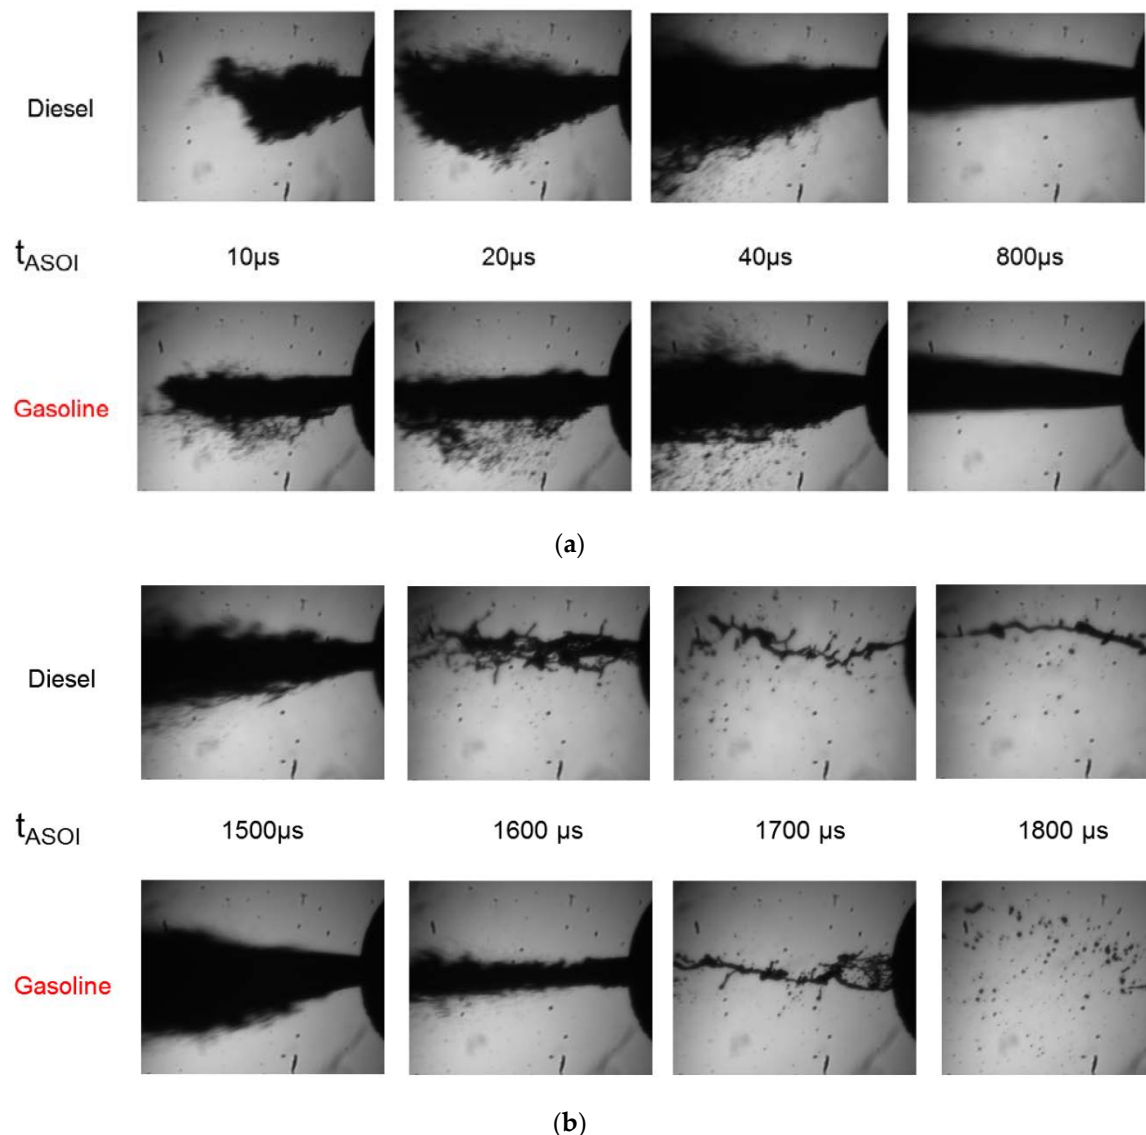 Diesel
tASOI 10μs 20μs 40μs 800μs
Gasoline
(a)
Diesel
tASOI 1500μs 1600 μs 1700 μs 1800 μs
Gasoline
(b)